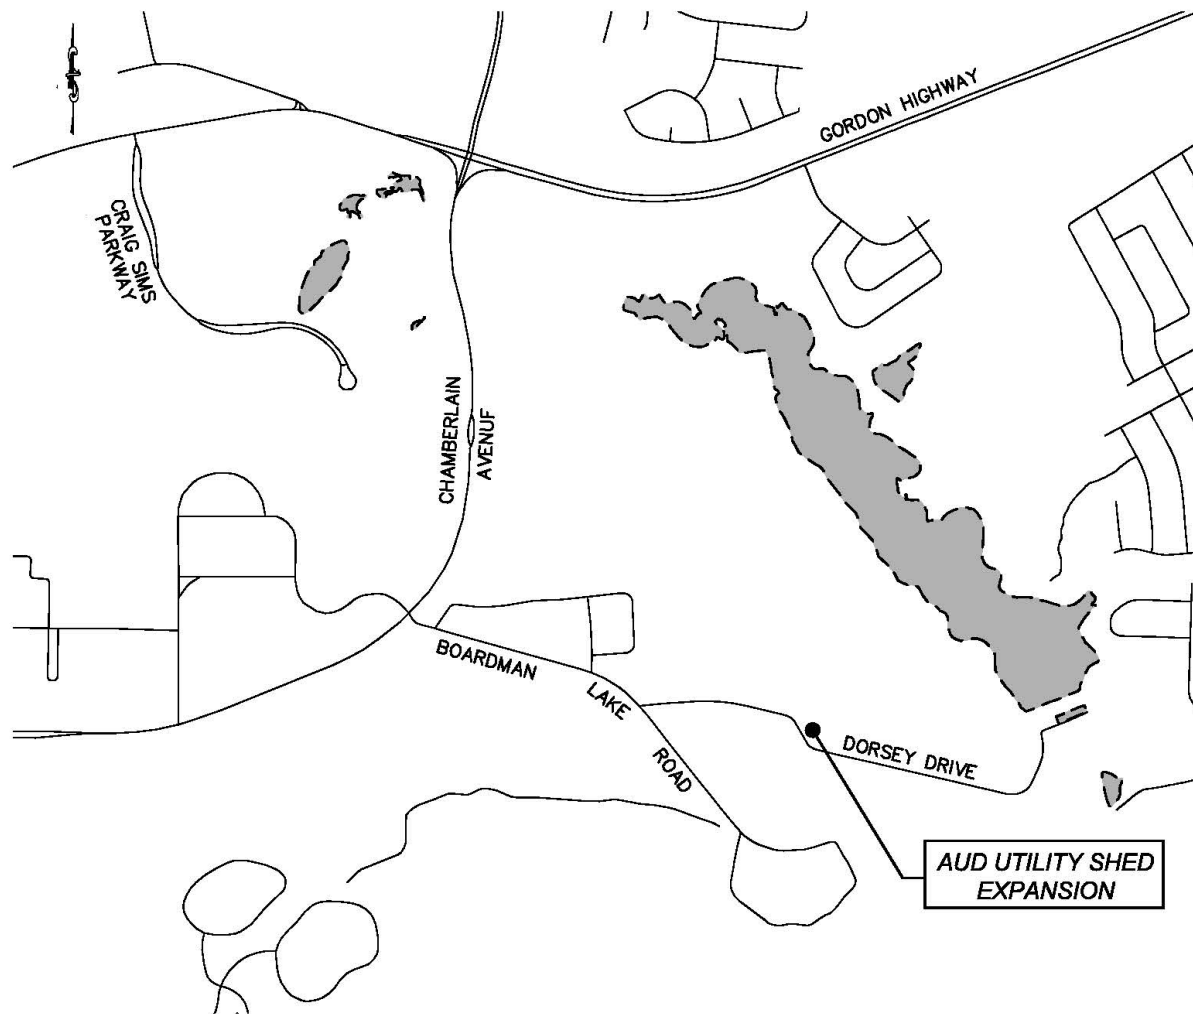 GORDON HIGHWAY
CRAIG SIMS
PARKWAY
CHAMBERLAIN
AVENUF
BOARDMAN
LAKE
ROAD
DORSEY DRIVE
AUD UTILITY SHED
EXPANSION